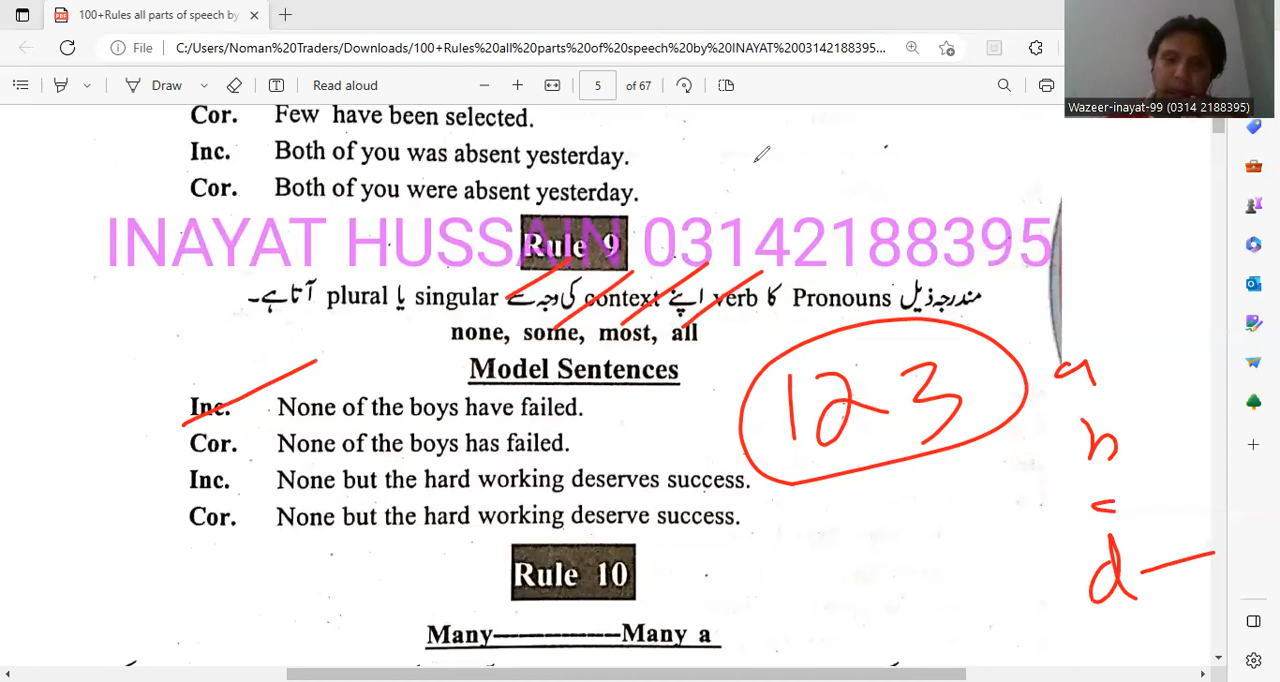 100+Rules all parts of speech by
File C:/Users/Noman%20Traders/Downloads/100+Rules%20all%20parts%20of%20speech%20by%20INAYAT%2003142188395...
Draw Read aloud 5 of 67
Wazeer-inayat-99 (0314 2188395)
Cor. Few have been selected.
Inc. Both of you was absent yesterday.
Cor. Both of you were absent yesterday.
INAYAT HUSSAIN 03142188395
Rule 9
مندرجہ ذیل Pronouns کا verb اپنے context کی وجہ سے singular یا plural آتا ہے۔
none, some, most, all
Model Sentences
Inc. None of the boys have failed.
Cor. None of the boys has failed.
Inc. None but the hard working deserves success.
Cor. None but the hard working deserve success.
123
a
b
c
d
Rule 10
Many——Many a